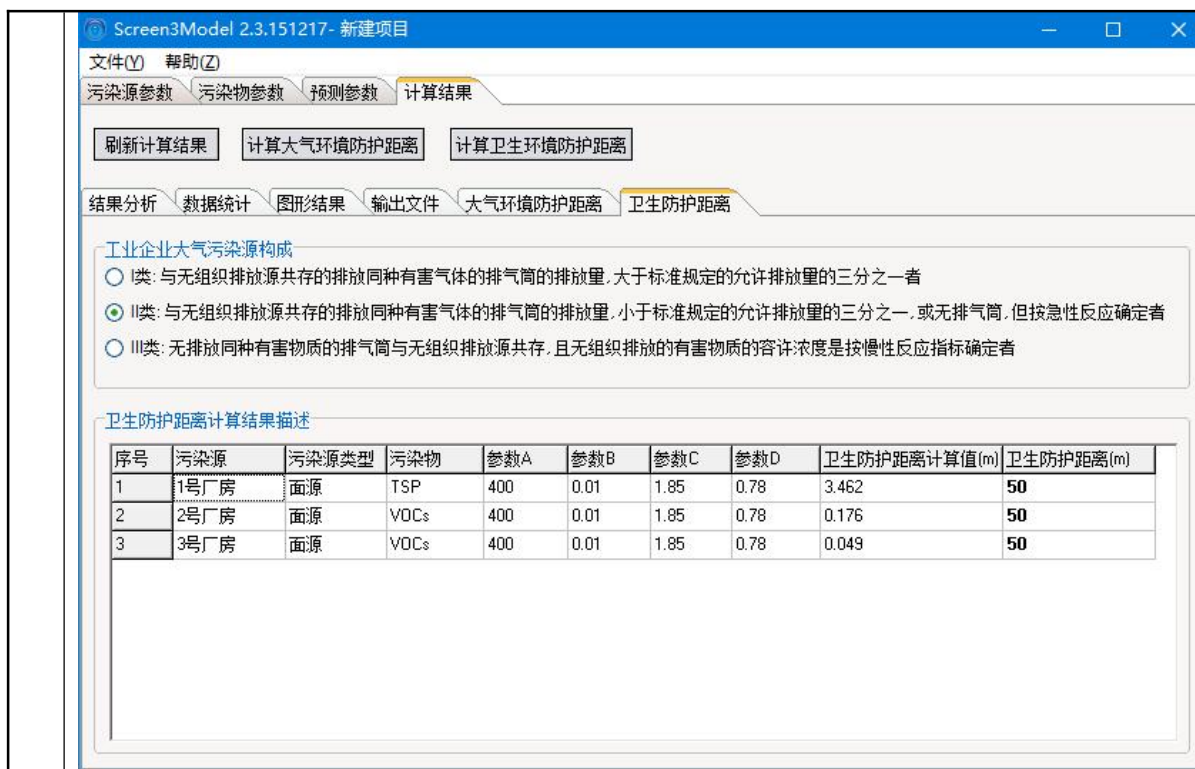 Screen3Model 2.3.151217- 新建项目
文件(Y) 帮助(Z)
污染源参数 污染物参数 预测参数 计算结果
刷新计算结果 计算大气环境防护距离 计算卫生环境防护距离
结果分析 数据统计 图形结果 输出文件 大气环境防护距离 卫生防护距离
工业企业大气污染源构成
I类:与无组织排放源共存的排放同种有害气体的排气筒的排放量,大于标准规定的允许排放量的三分之一者
II类:与无组织排放源共存的排放同种有害气体的排气筒的排放量,小于标准规定的允许排放量的三分之一,或无排气筒,但按急性反应确定者
III类:无排放同种有害物质的排气筒与无组织排放源共存,且无组织排放的有害物质的容许浓度是按慢性反应指标确定者
卫生防护距离计算结果描述
序号 污染源 污染源类型 污染物 参数A 参数B 参数C 参数D 卫生防护距离计算值(m) 卫生防护距离(m)
1 1号厂房 面源 TSP 400 0.01 1.85 0.78 3.462 50
2 2号厂房 面源 VOCs 400 0.01 1.85 0.78 0.176 50
3 3号厂房 面源 VOCs 400 0.01 1.85 0.78 0.049 50